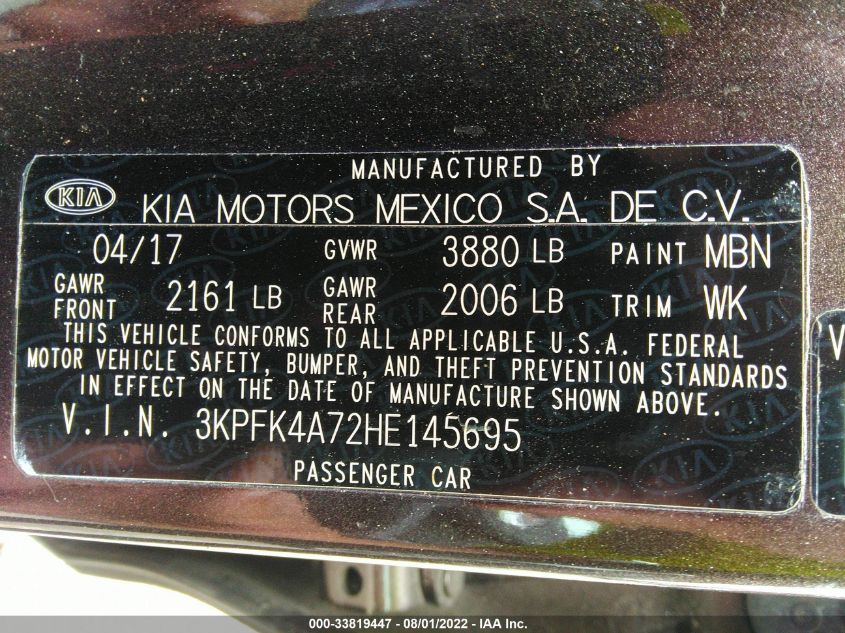 MANUFACTURED BY
KIA KIA MOTORS MEXICO S.A. DE C.V.
04/17 GVWR 3880 LB PAINT MBN
GAWR FRONT 2161 LB GAWR REAR 2006 LB TRIM WK
THIS VEHICLE CONFORMS TO ALL APPLICABLE U.S.A. FEDERAL
MOTOR VEHICLE SAFETY, BUMPER, AND THEFT PREVENTION STANDARDS
IN EFFECT ON THE DATE OF MANUFACTURE SHOWN ABOVE.
V.I.N. 3KPFK4A72HE145695
PASSENGER CAR
000-33819447 - 08/01/2022 - IAA Inc.